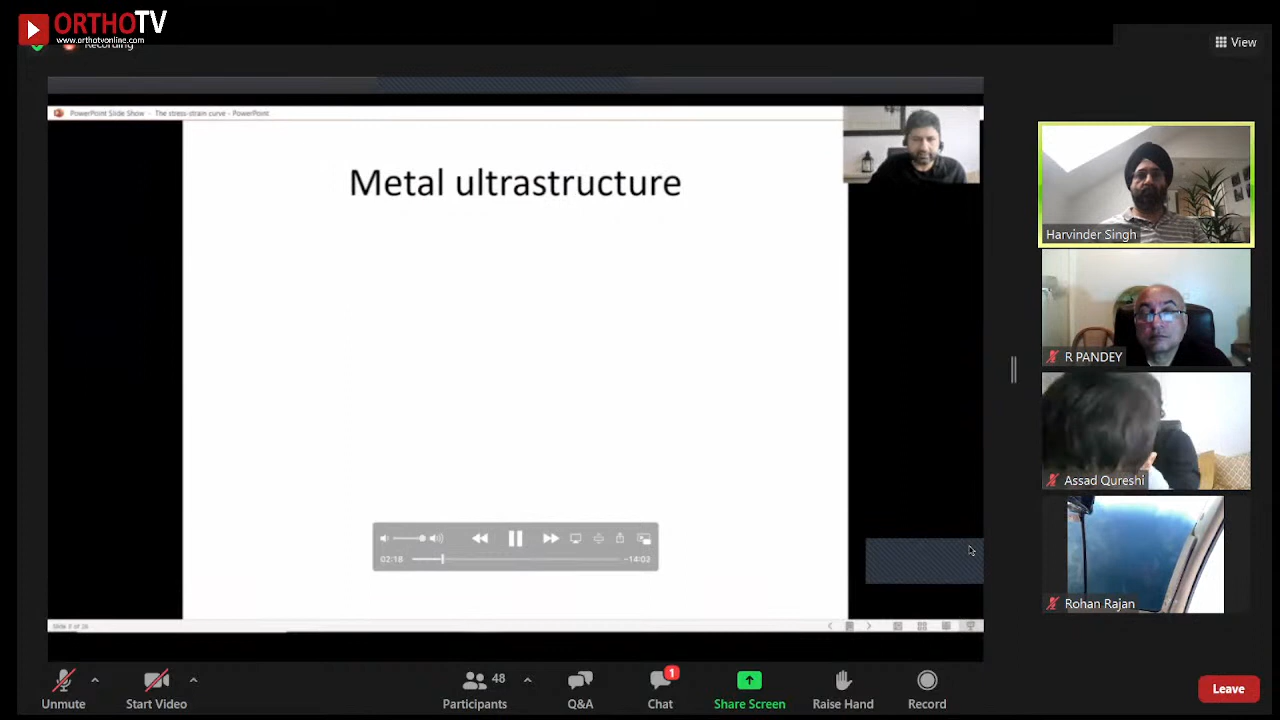 ORTHOTV
www.orthotvonline.com
Recording
View
PowerPoint Slide Show - The stress-strain curve - PowerPoint
Metal ultrastructure
Harvinder Singh
R PANDEY
Assad Qureshi
Rohan Rajan
02:18
-14:02
Unmute
Start Video
48
Participants
Q&A
1
Chat
Share Screen
Raise Hand
Record
Leave